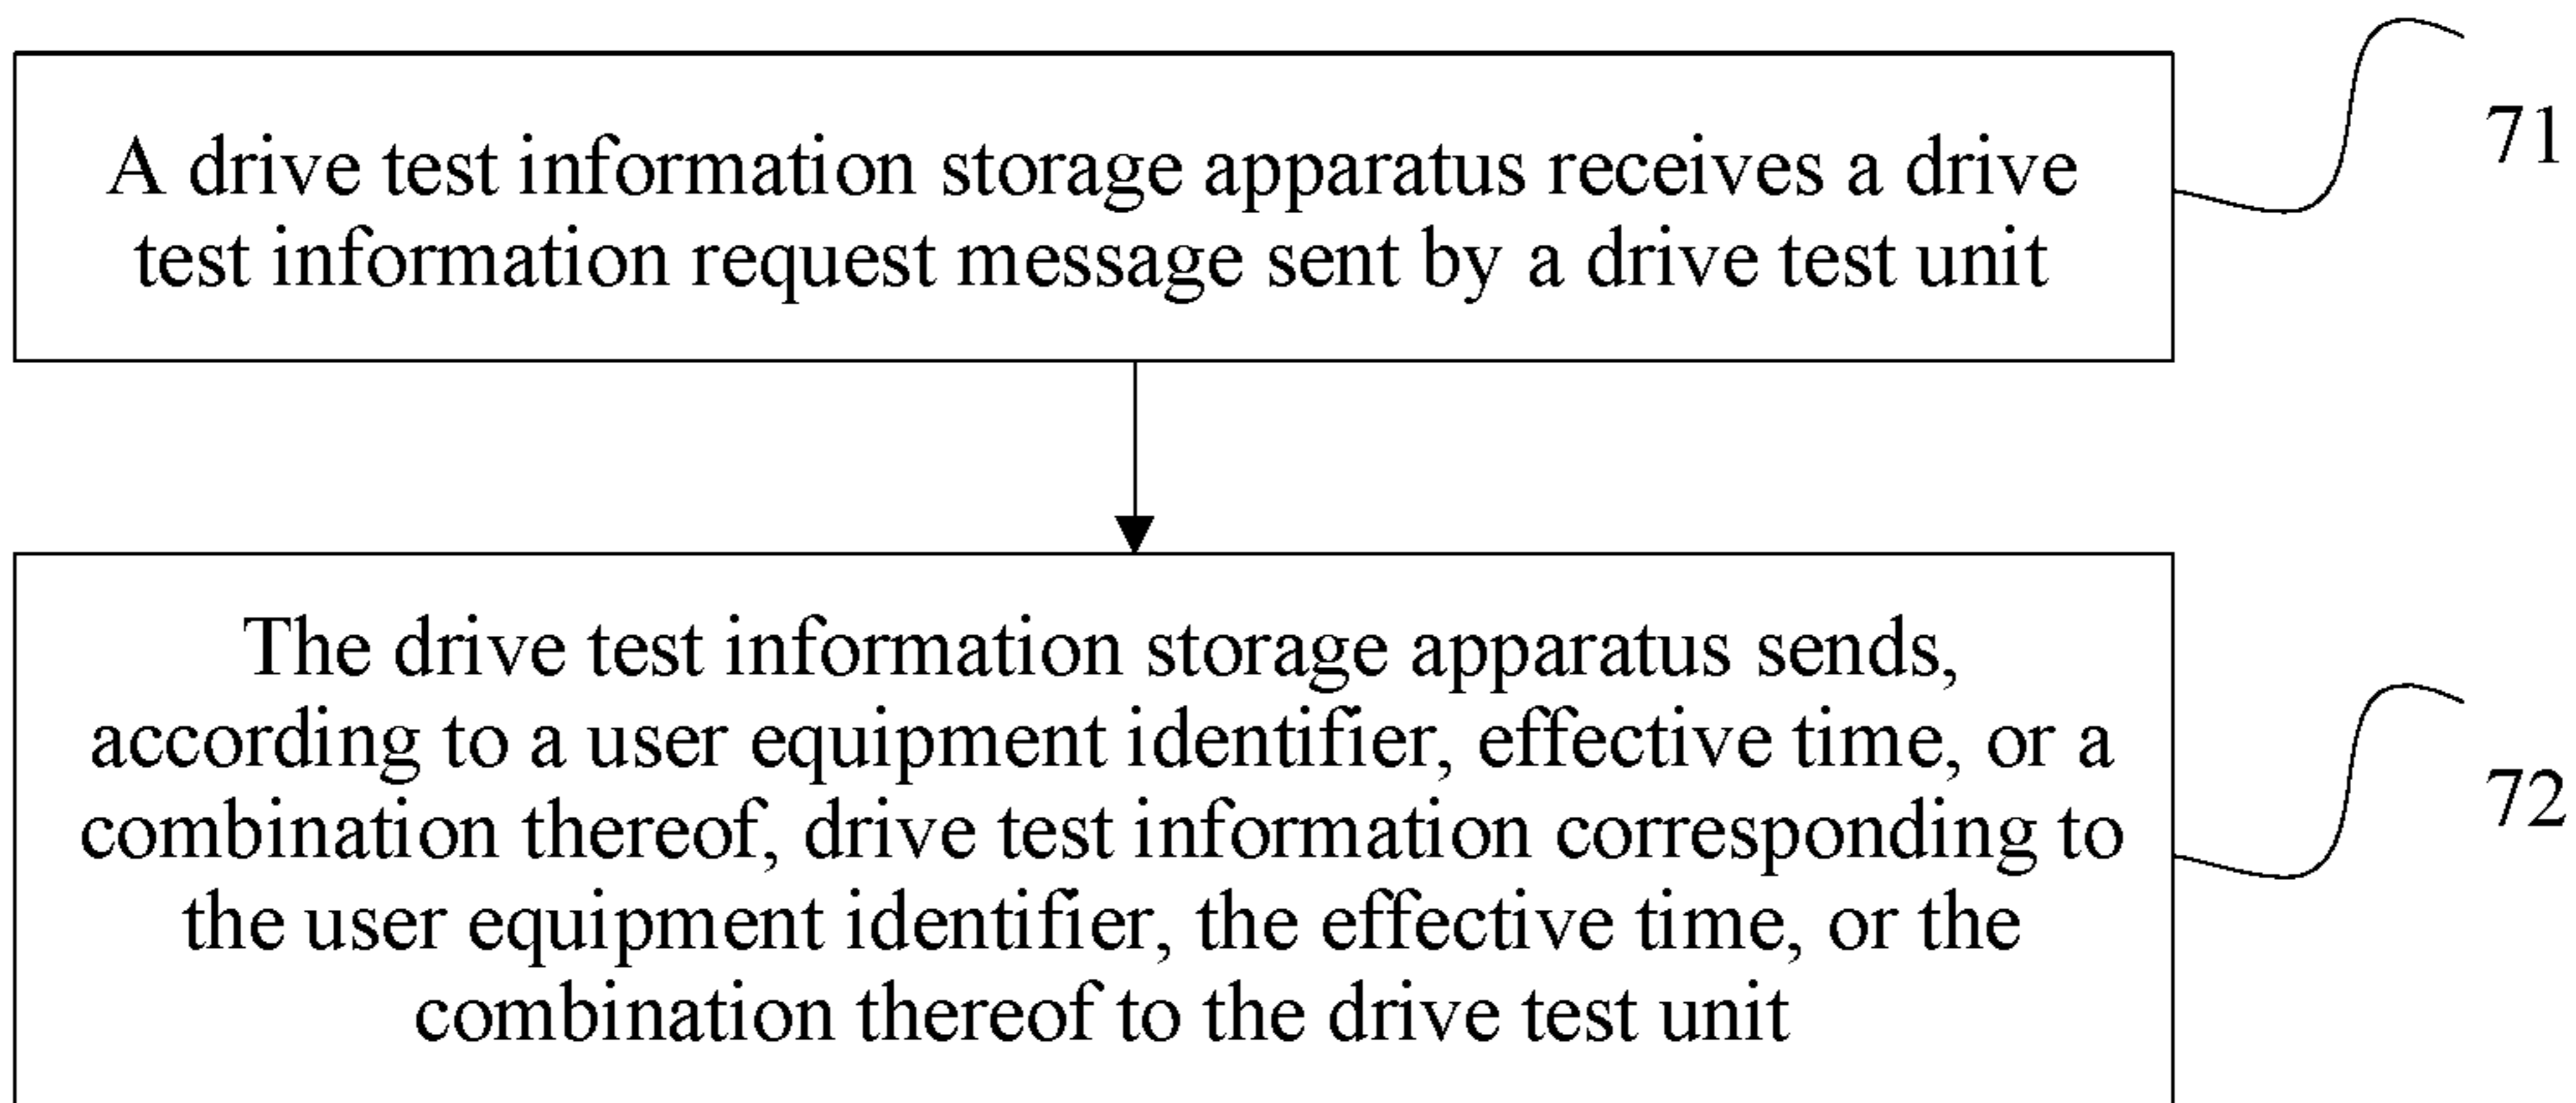 A drive test information storage apparatus receives a drive
test information request message sent by a drive test unit
71
The drive test information storage apparatus sends,
according to a user equipment identifier, effective time, or a
combination thereof, drive test information corresponding to
the user equipment identifier, the effective time, or the
combination thereof to the drive test unit
72